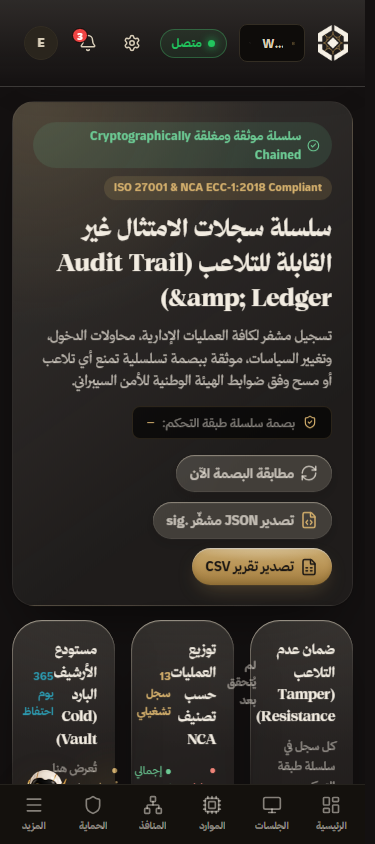 W...
متصل
3
E
سلسلة موثقة ومغلقة Cryptographically
Chained
ISO 27001 & NCA ECC-1:2018 Compliant
سلسلة سجلات الامتثال غير
القابلة للتلاعب (Audit Trail
&amp; Ledger)
تسجيل مشفر لكافة العمليات الإدارية، محاولات الدخول،
وتغيير السياسات، موثقة ببصمة تسلسلية تمنع أي تلاعب
أو مسح وفق ضوابط الهيئة الوطنية للأمن السيبراني.
بصمة سلسلة طبقة التحكم: —
مطابقة البصمة الآن
تصدير JSON مشفّر .sig
تصدير تقرير CSV
ضمان عدم
التلاعب
(Tamper
Resistance)
لم
يُتحقق
بعد
كل سجل في
سلسلة طبقة
توزيع
العمليات
حسب
تصنيف
NCA
13
سجل
تشغيلي
إجمالي
مستودع
الأرشيف
البارد
(Cold
Vault)
365
يوم
احتفاظ
تُعرض هنا
الرئيسية
الجلسات
الموارد
المنافذ
الحماية
المزيد